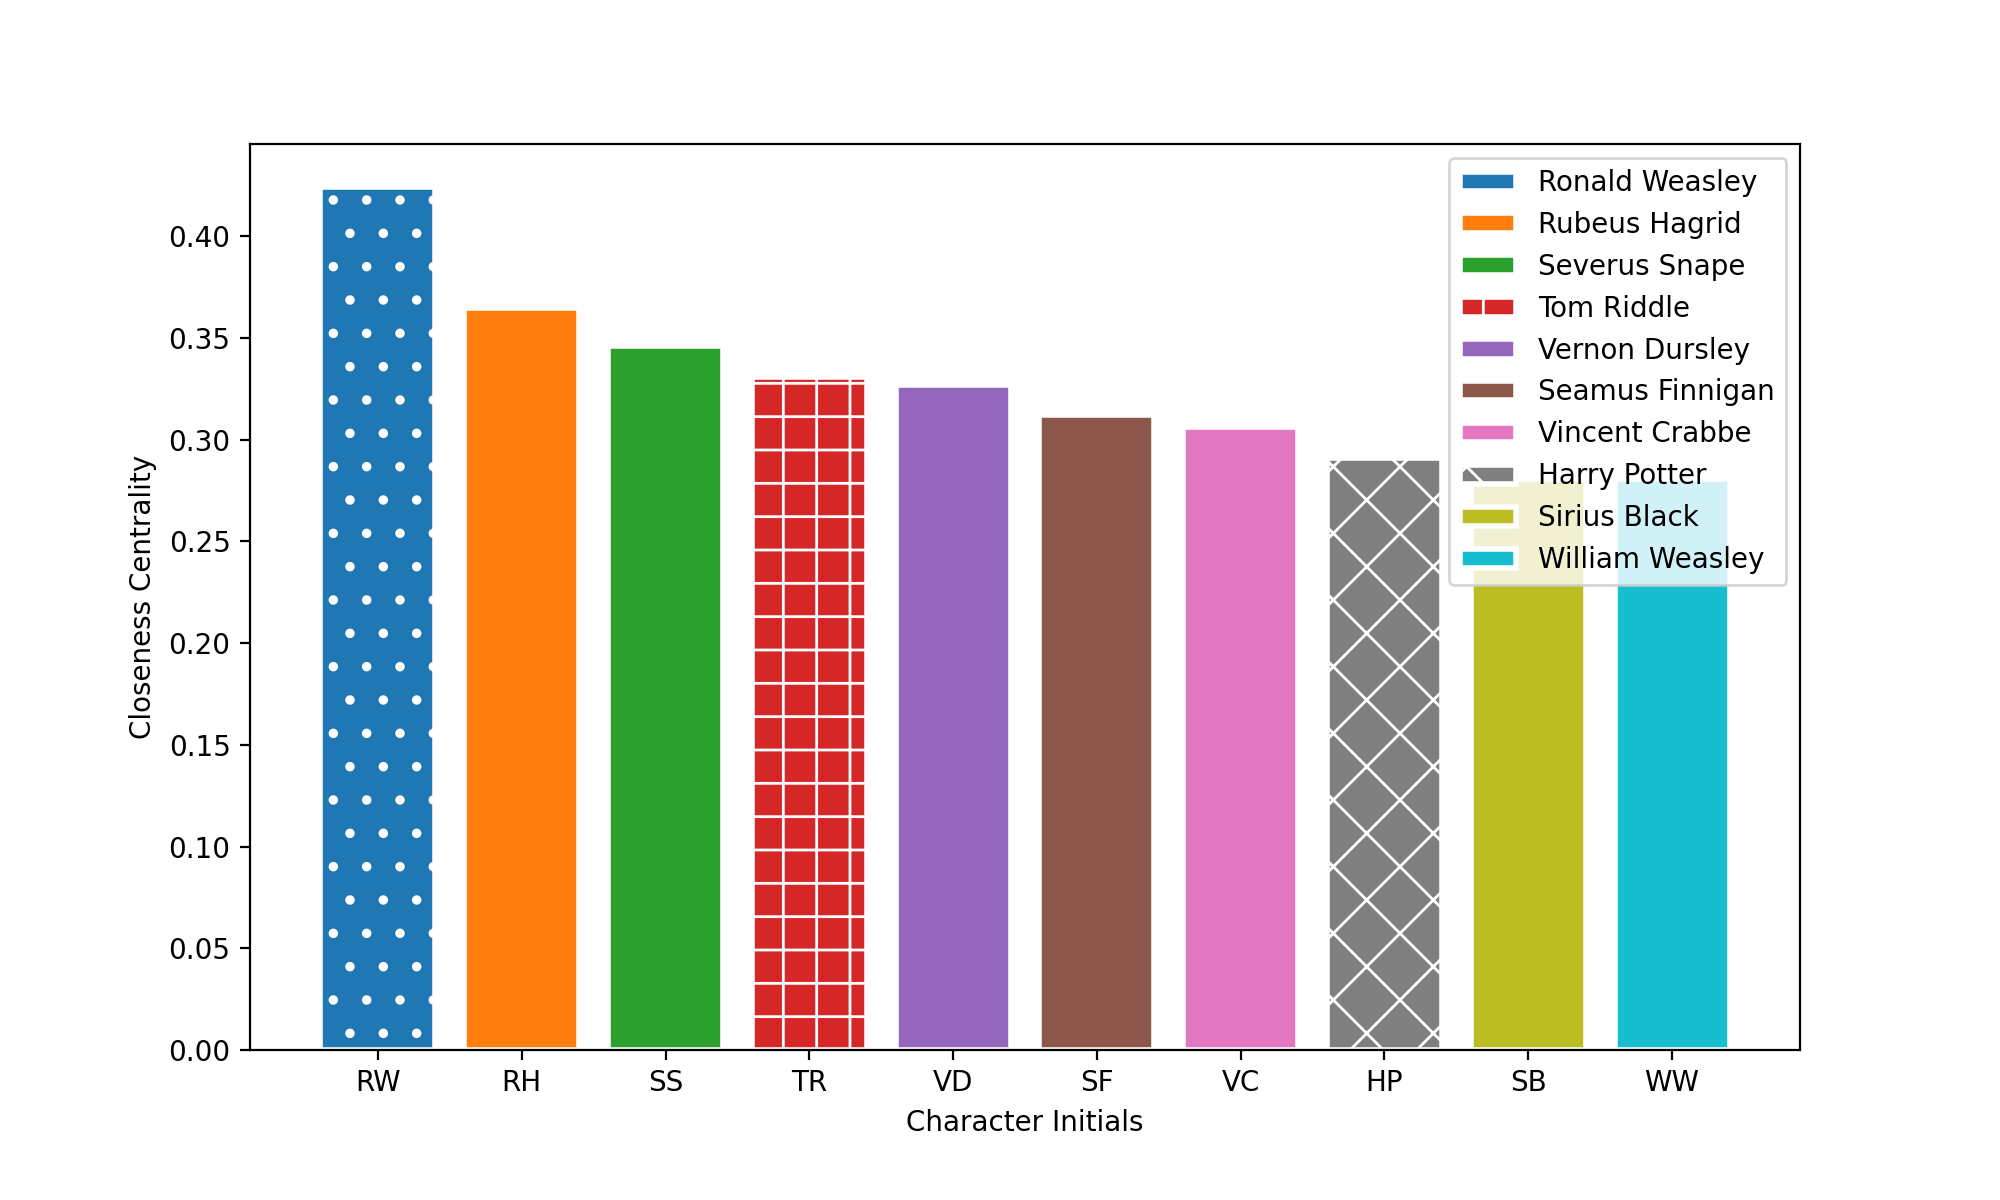 Closeness Centrality
0.40
0.35
0.30
0.25
0.20
0.15
0.10
0.05
0.00
Ronald Weasley
Rubeus Hagrid
Severus Snape
Tom Riddle
Vernon Dursley
Seamus Finnigan
Vincent Crabbe
Harry Potter
Sirius Black
William Weasley
RW RH SS TR VD SF VC HP SB WW
Character Initials